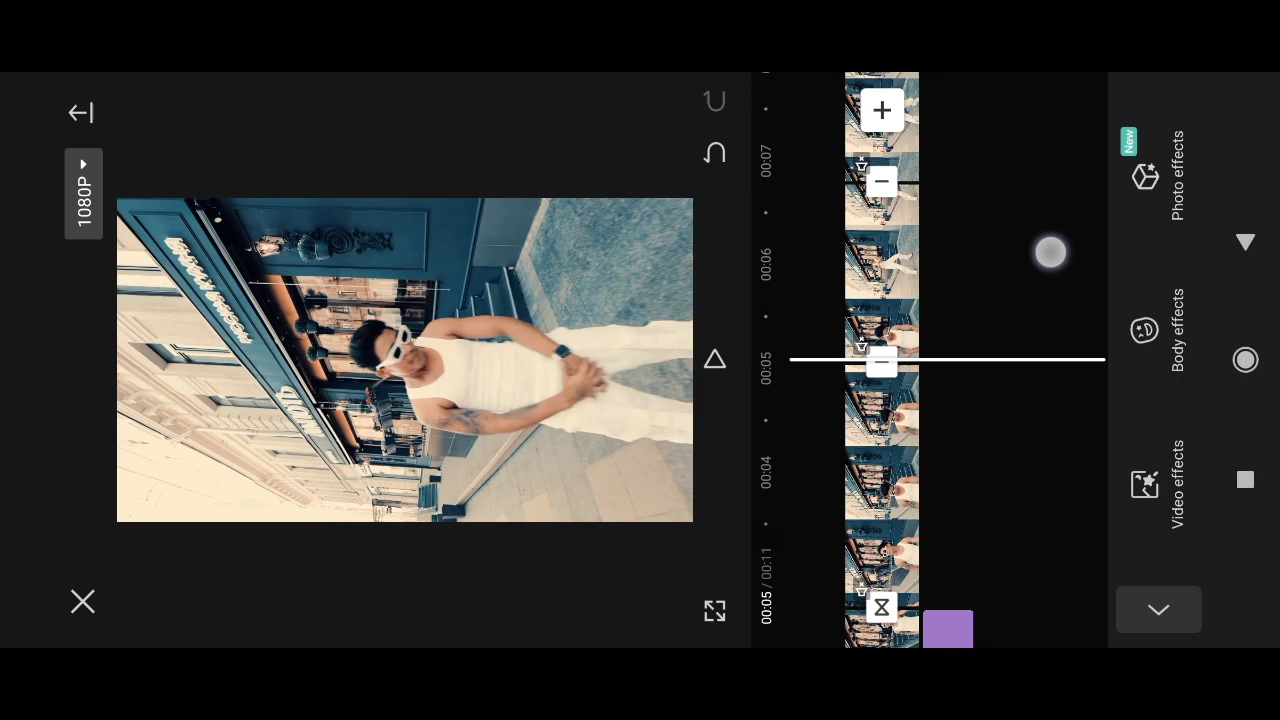 1080P
00:05 / 00:11
00:04
00:05
00:06
00:07
Video effects
Body effects
Photo effects
New